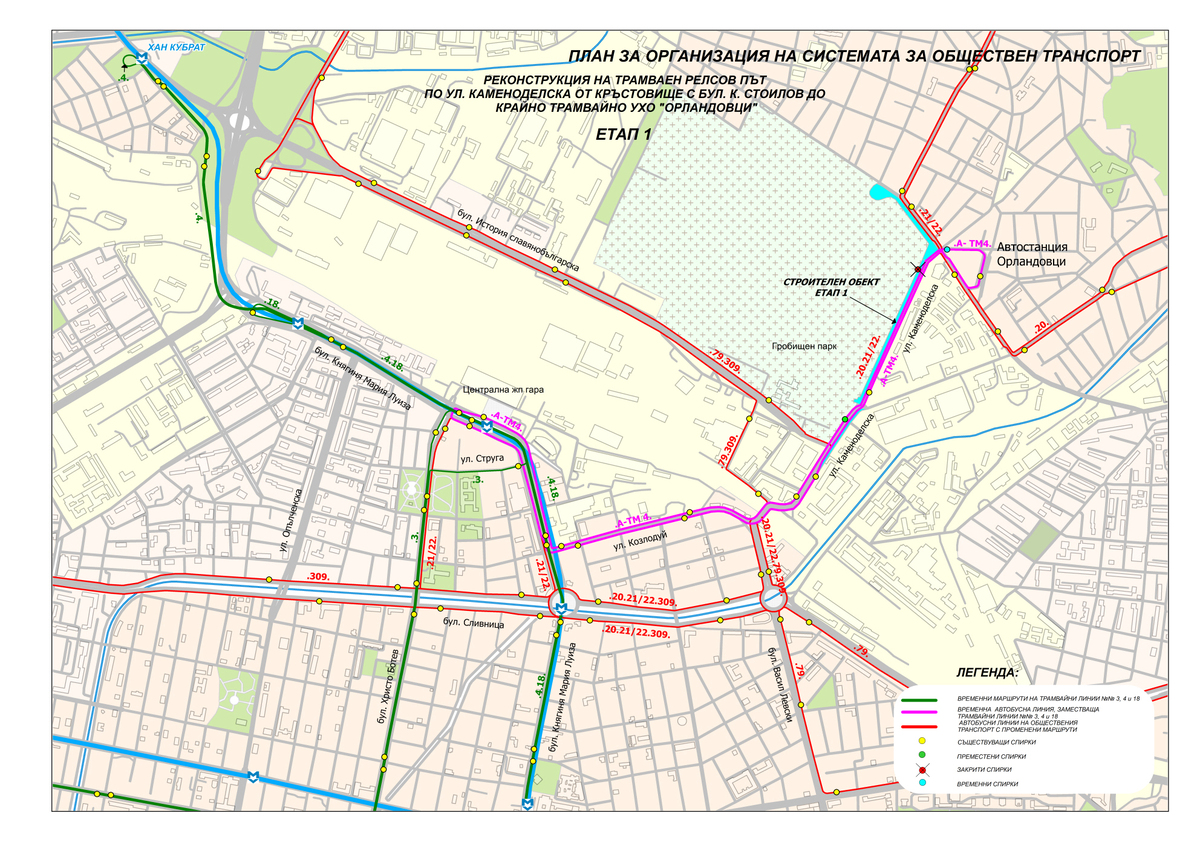 ХАН КУБРАТ
ПЛАН ЗА ОРГАНИЗАЦИЯ НА СИСТЕМАТА ЗА ОБЩЕСТВЕН ТРАНСПОРТ
РЕКОНСТРУКЦИЯ НА ТРАМВАЕН РЕЛСОВ ПЪТ
ПО УЛ. КАМЕНОДЕЛСКА ОТ КРЪСТОВИЩЕ С БУЛ. К. СТОИЛОВ ДО
КРАЙНО ТРАМВАЙНО УХО "ОРЛАНДОВЦИ"
ЕТАП 1
.4.
.4.
бул. История славянобългарска
.21/22.
.А- ТМ4.
Автостанция
Орландовци
СТРОИТЕЛЕН ОБЕКТ
ЕТАП 1
.18.
ул. Каменоделска
.20.
.20.21/22.
Гробищен парк
.А-ТМ4.
бул. Княгиня Мария Луиза
.4.18.
.79.309.
Централна жп гара
.А-ТМ4.
ул. Каменоделска
.79.309.
ул. Струга
.3.
.4.18.
ул. Опълченска
.А-ТМ 4.
ул. Козлодуй
.3.
.21/22.
.21/22.
20.21/22.79.309.
.309.
.20.21/22.309.
бул. Сливница
.20.21/22.309.
.79.
.79.
бул. Христо Ботев
.4.18.
бул. Княгиня Мария Луиза
бул. Васил Левски
ЛЕГЕНДА:
ВРЕМЕННИ МАРШРУТИ НА ТРАМВАЙНИ ЛИНИИ №№ 3, 4 и 18
ВРЕМЕННА АВТОБУСНА ЛИНИЯ, ЗАМЕСТВАЩА
ТРАМВАЙНИ ЛИНИИ №№ 3, 4 и 18
АВТОБУСНИ ЛИНИИ НА ОБЩЕСТВЕНИЯ
ТРАНСПОРТ С ПРОМЕНЕНИ МАРШРУТИ
СЪЩЕСТВУВАЩИ СПИРКИ
ПРЕМЕСТЕНИ СПИРКИ
ЗАКРИТИ СПИРКИ
ВРЕМЕННИ СПИРКИ